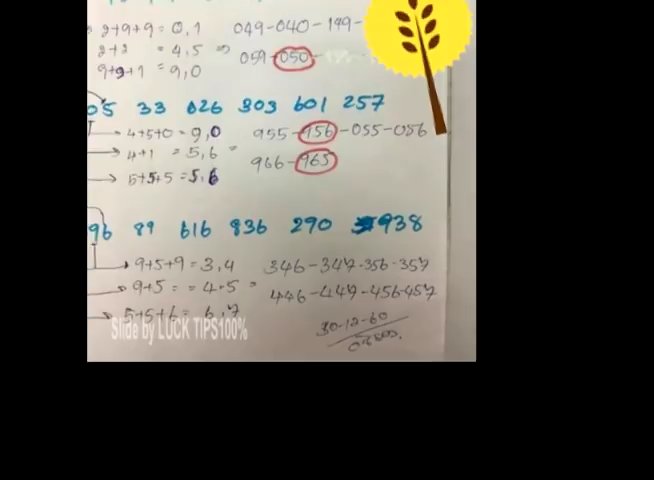 2+9+9 = 0,1 049-040-149-
2+2 = 4,5 ⇒ 059-050-
9+9+1 = 9,0
05 33 026 303 601 257
4+5+0 = 9,0 955-956-055-056
4+1 = 5,6 = 966-965
5+5+5 = 5,6
96 89 616 836 290 938
9+5+9 = 3,4 346-347-356-357
9+5 = = 4,5 = 446-447-456-457
5+5+6 = 6,7
30-12-60
Slide by LUCK TIPS100%